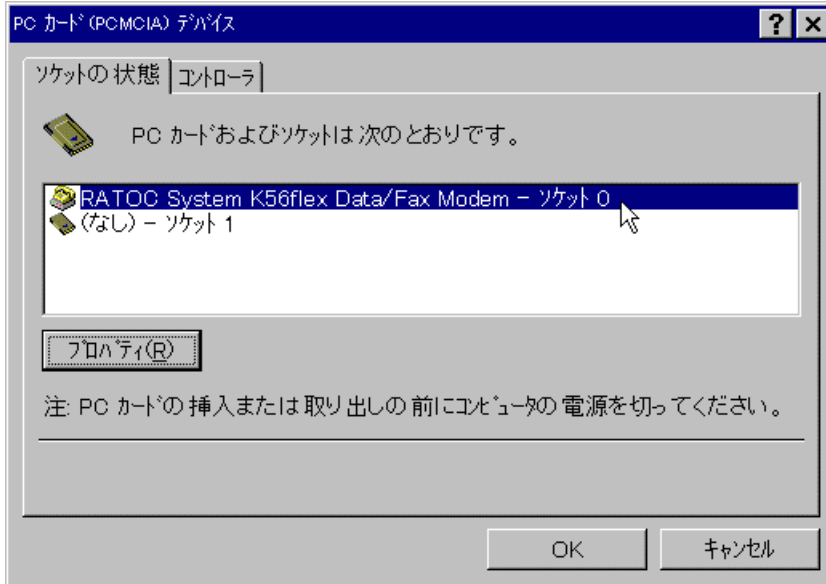 PC ｶｰﾄﾞ (PCMCIA) ﾃﾞﾊﾞｲｽ
ｿｹｯﾄの状態
ｺﾝﾄﾛｰﾗ
PC ｶｰﾄﾞおよびｿｹｯﾄは次のとおりです。
RATOC System K56flex Data/Fax Modem – ｿｹｯﾄ 0
(なし) – ｿｹｯﾄ 1
ﾌﾟﾛﾊﾟﾃｨ(R)
注: PC ｶｰﾄﾞの挿入または取り出しの前にｺﾝﾋﾟｭｰﾀの電源を切ってください。
OK
ｷｬﾝｾﾙ